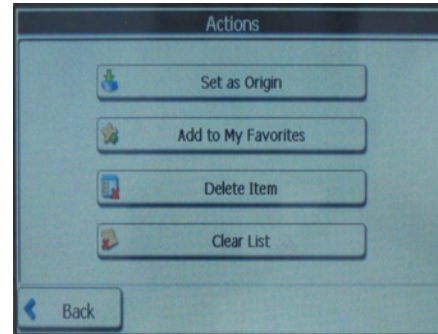 Actions
Set as Origin
Add to My Favorites
Delete Item
Clear List
Back